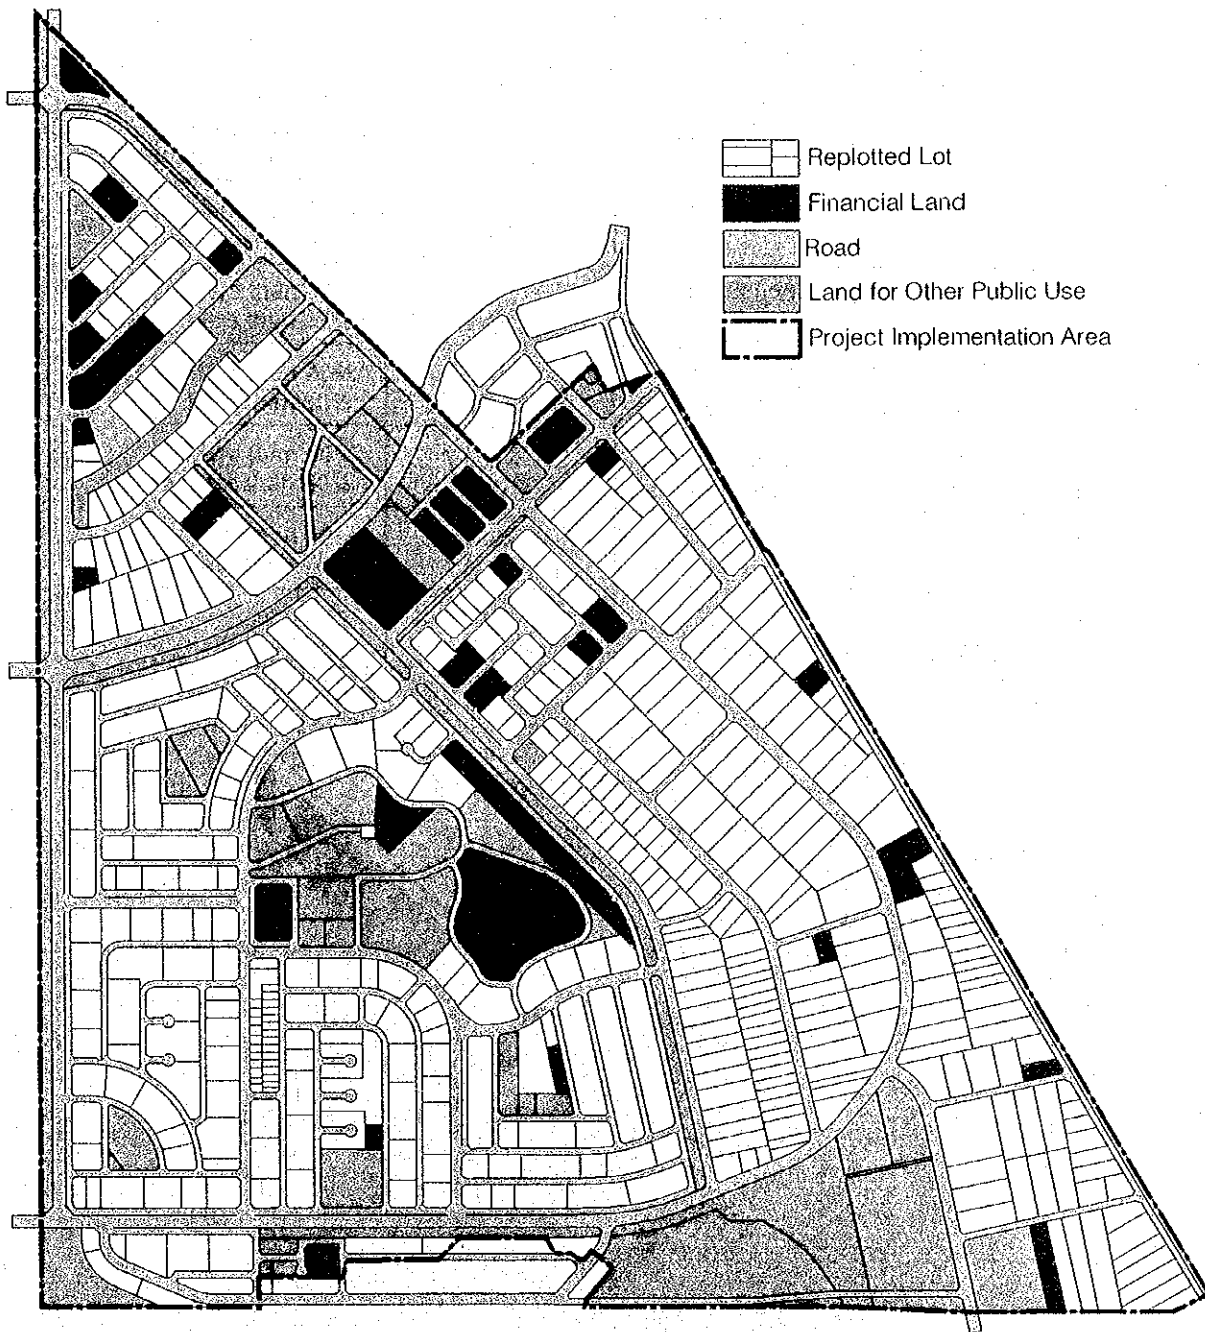 Replotted Lot
Financial Land
Road
Land for Other Public Use
Project Implementation Area